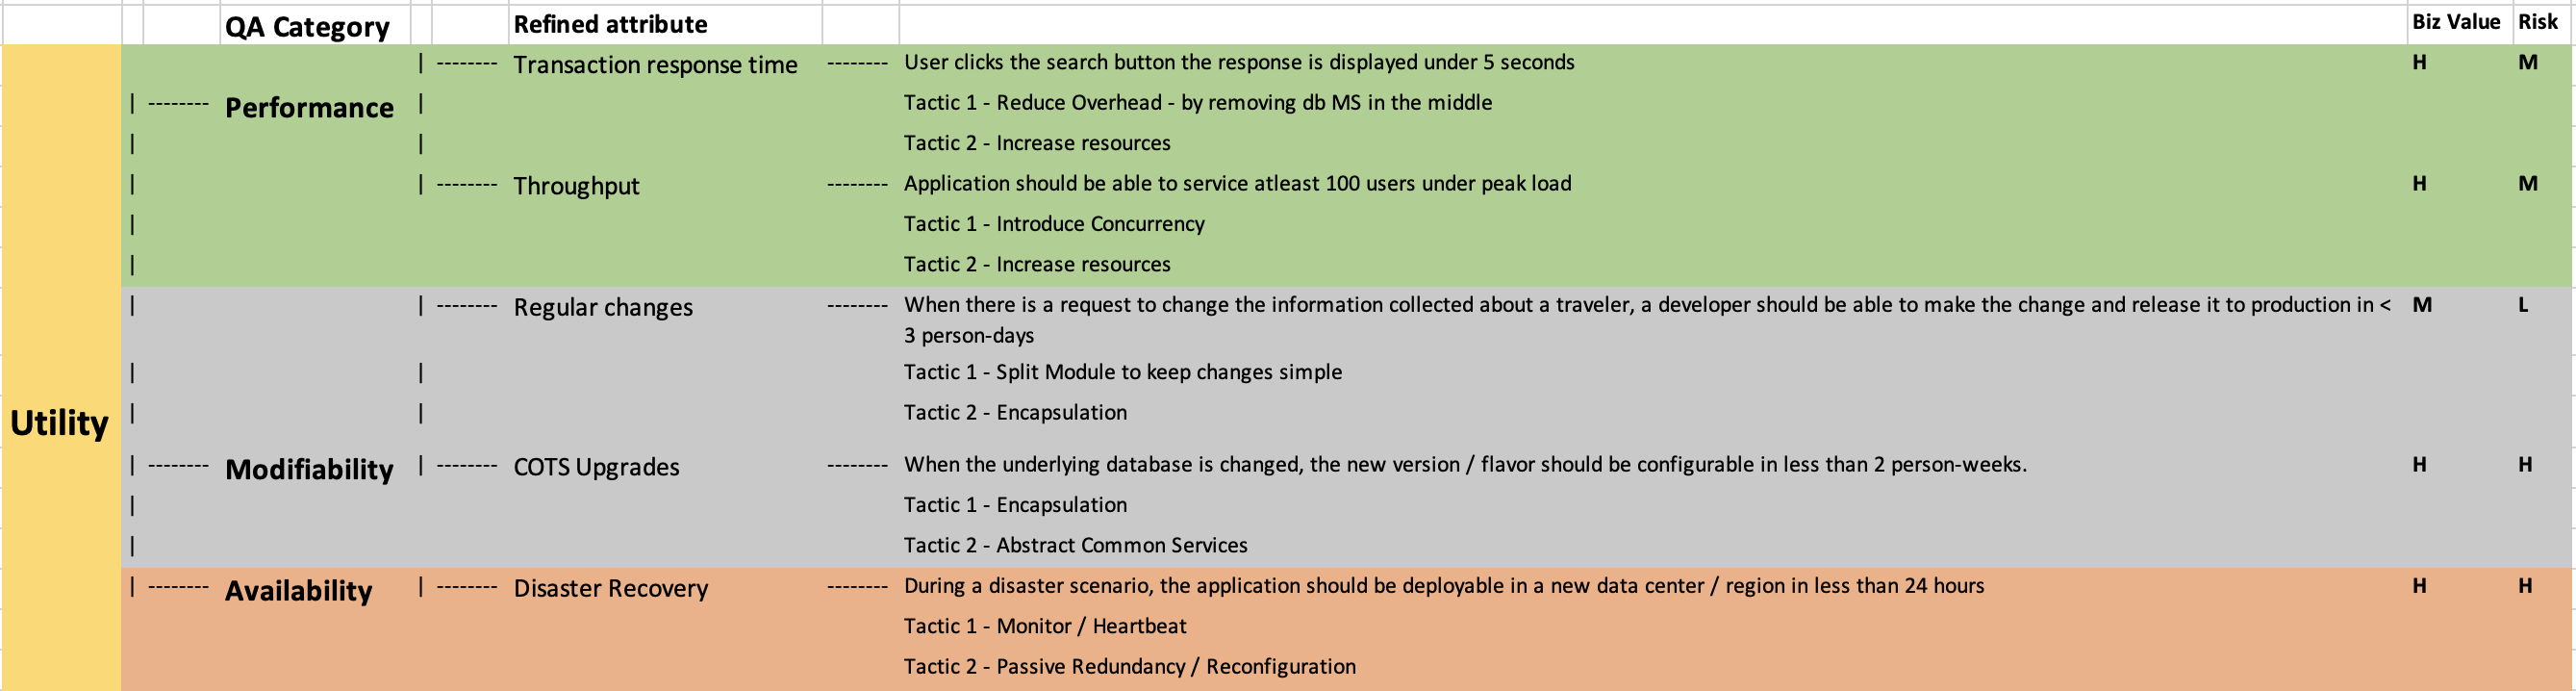 QA Category Refined attribute Biz Value Risk
| -------- Transaction response time -------- User clicks the search button the response is displayed under 5 seconds H M
| -------- Performance | Tactic 1 - Reduce Overhead - by removing db MS in the middle
| | Tactic 2 - Increase resources
| | -------- Throughput -------- Application should be able to service atleast 100 users under peak load H M
| Tactic 1 - Introduce Concurrency
| Tactic 2 - Increase resources
| | -------- Regular changes -------- When there is a request to change the information collected about a traveler, a developer should be able to make the change and release it to production in < M L
3 person-days
| | Tactic 1 - Split Module to keep changes simple
| | Tactic 2 - Encapsulation
Utility
| -------- Modifiability | -------- COTS Upgrades -------- When the underlying database is changed, the new version / flavor should be configurable in less than 2 person-weeks. H H
| Tactic 1 - Encapsulation
| Tactic 2 - Abstract Common Services
| -------- Availability | -------- Disaster Recovery -------- During a disaster scenario, the application should be deployable in a new data center / region in less than 24 hours H H
Tactic 1 - Monitor / Heartbeat
Tactic 2 - Passive Redundancy / Reconfiguration